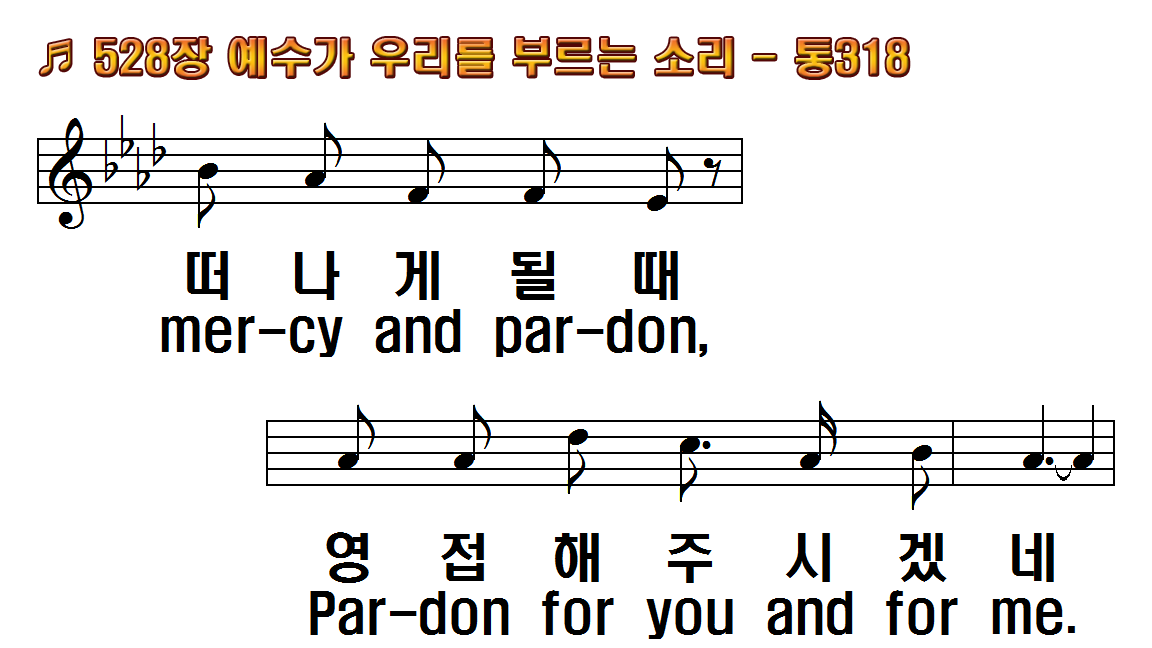 ♬ 528장 예수가 우리를 부르는 소리 - 통318
떠 나 게 될 때
mer-cy and par-don,
영 접 해 주 시 겠 네
Par-don for you and for me.